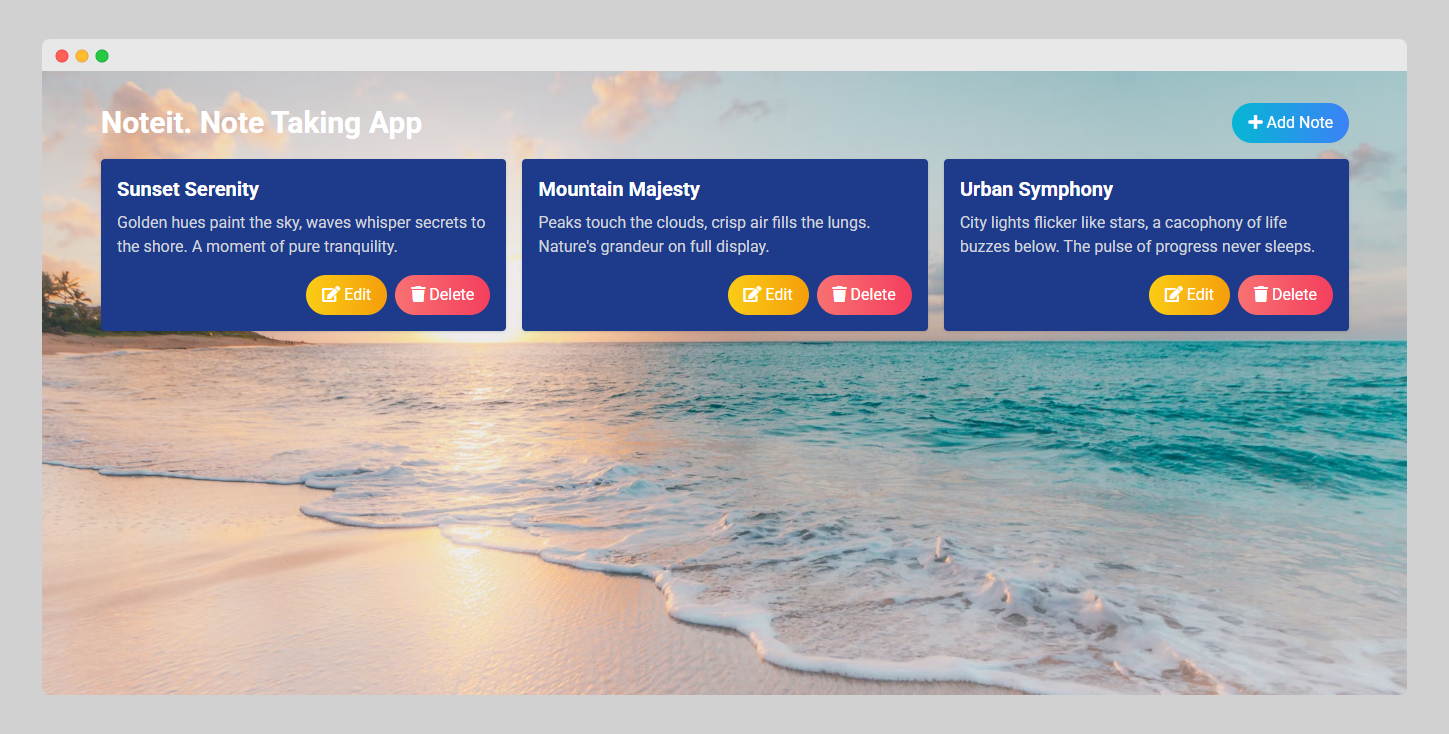 Noteit. Note Taking App
Add Note
Sunset Serenity
Golden hues paint the sky, waves whisper secrets to
the shore. A moment of pure tranquility.
Edit
Delete
Mountain Majesty
Peaks touch the clouds, crisp air fills the lungs.
Nature's grandeur on full display.
Edit
Delete
Urban Symphony
City lights flicker like stars, a cacophony of life
buzzes below. The pulse of progress never sleeps.
Edit
Delete